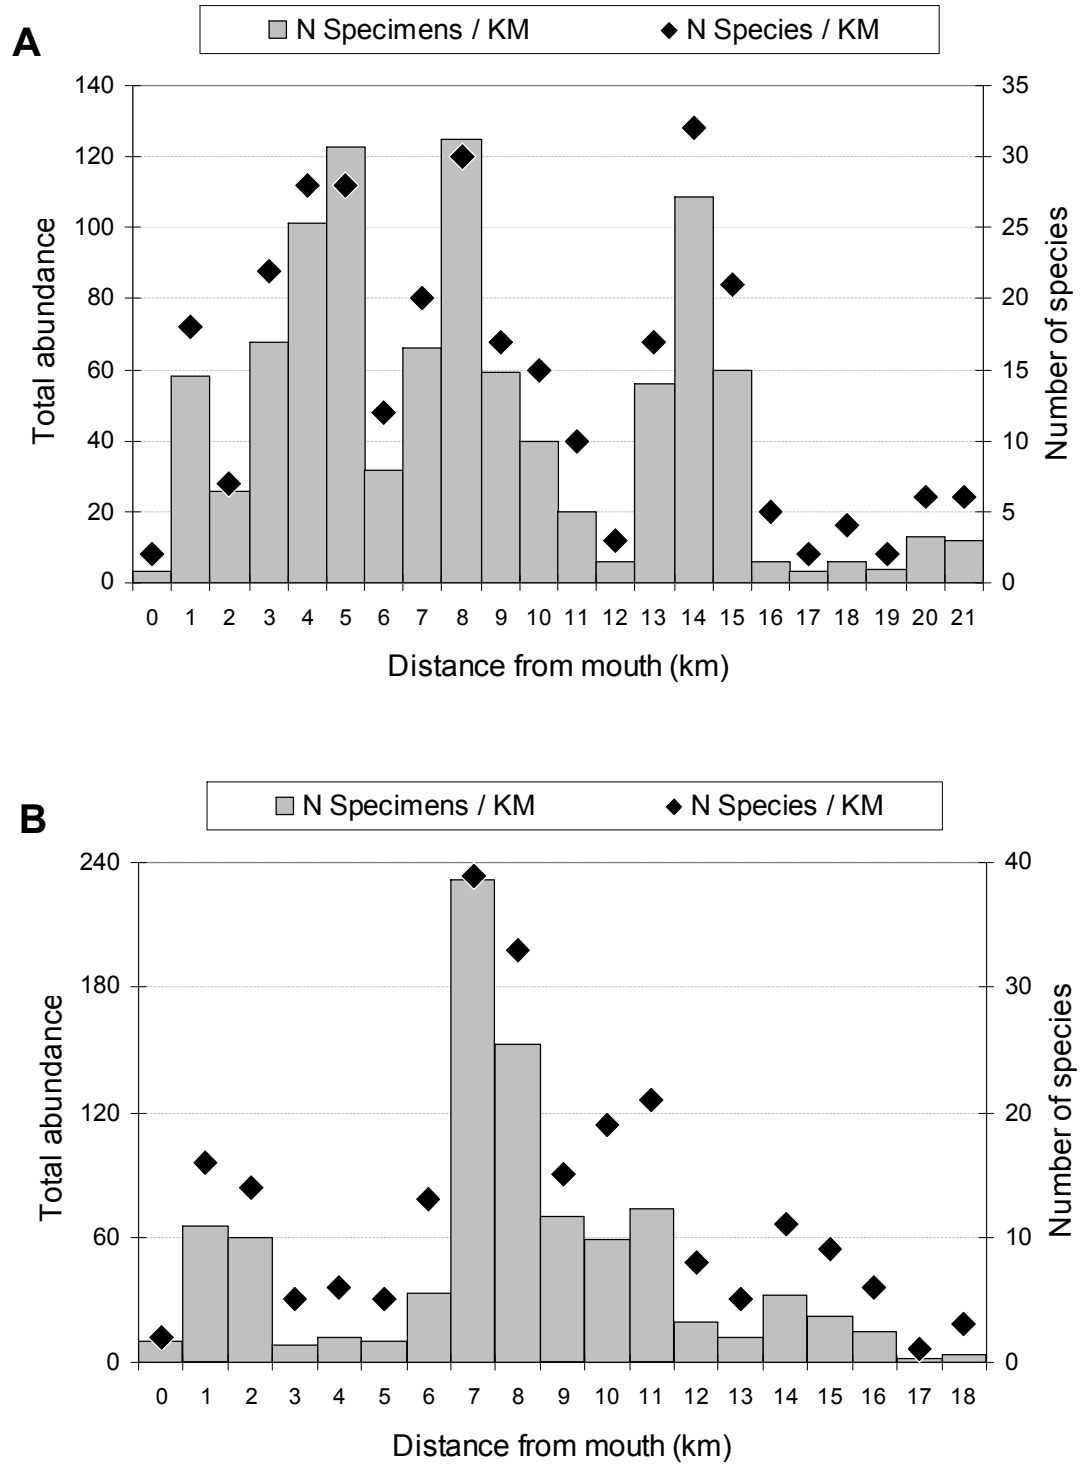 A
N Specimens / KM N Species / KM
140 35
120 30
100 25
80 20
60 15
40 10
20 5
0 0
Total abundance
Number of species
0 1 2 3 4 5 6 7 8 9 10 11 12 13 14 15 16 17 18 19 20 21
Distance from mouth (km)
B
N Specimens / KM N Species / KM
240 40
180 30
120 20
60 10
0 0
Total abundance
Number of species
0 1 2 3 4 5 6 7 8 9 10 11 12 13 14 15 16 17 18
Distance from mouth (km)